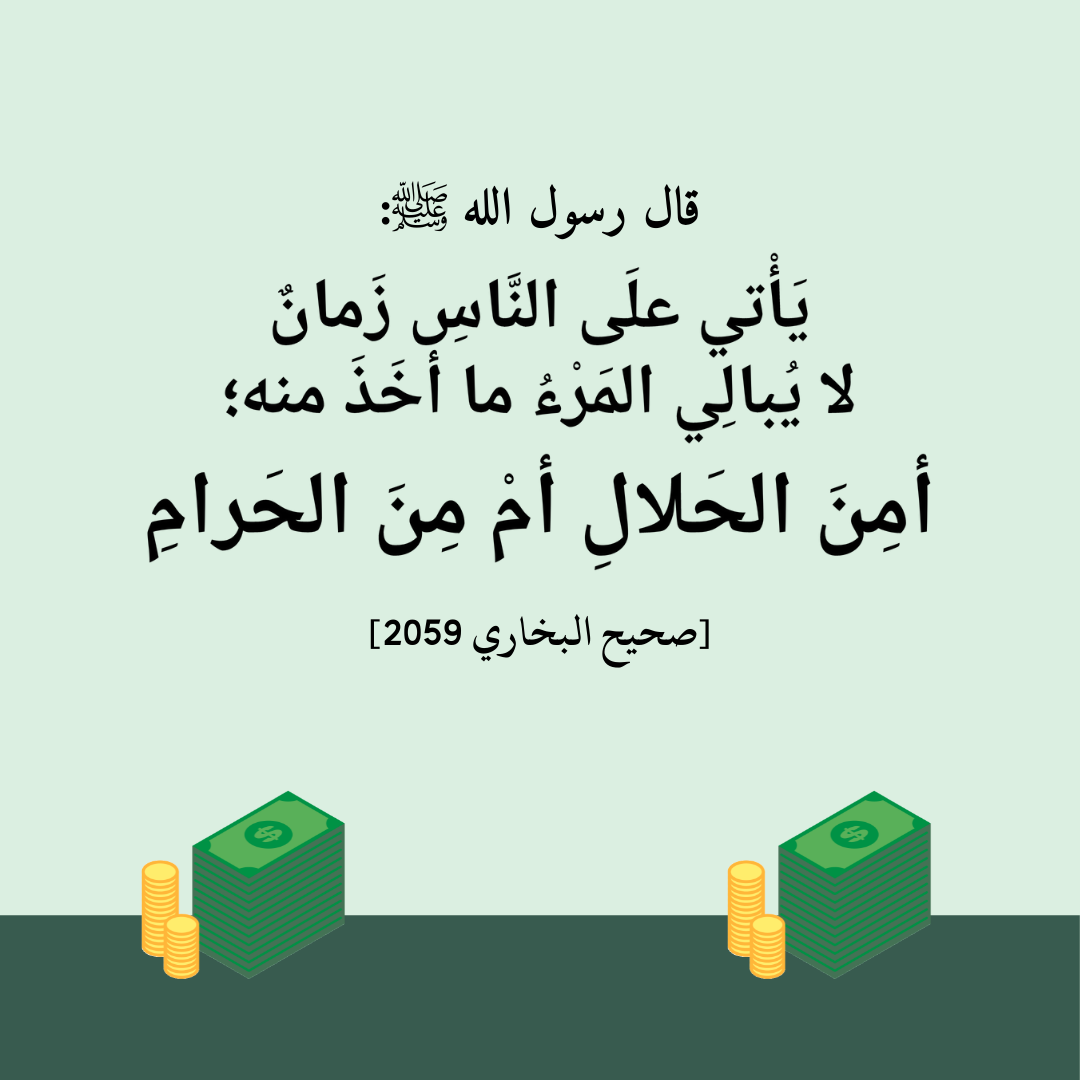 قال رسول الله ﷺ:
يَأْتي علَى النَّاسِ زَمانٌ
لا يُبالِي المَرْءُ ما أخَذَ منه؛
أمِنَ الحَلالِ أمْ مِنَ الحَرامِ
[صحيح البخاري 2059]